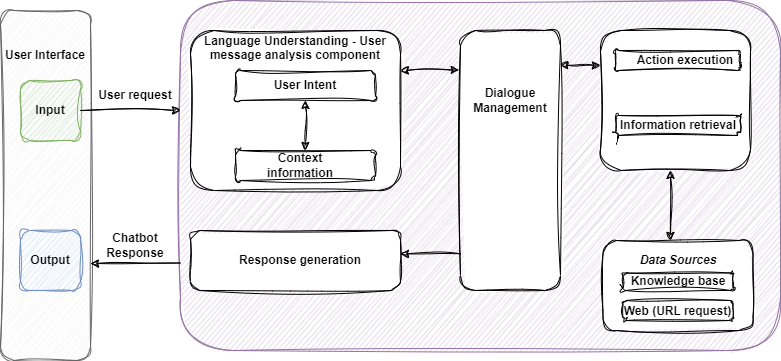 User Interface
Input
Output
User request
Chatbot
Response
Language Understanding - User
message analysis component
User Intent
Context
information
Response generation
Dialogue
Management
Action execution
Information retrieval
Data Sources
Knowledge base
Web (URL request)